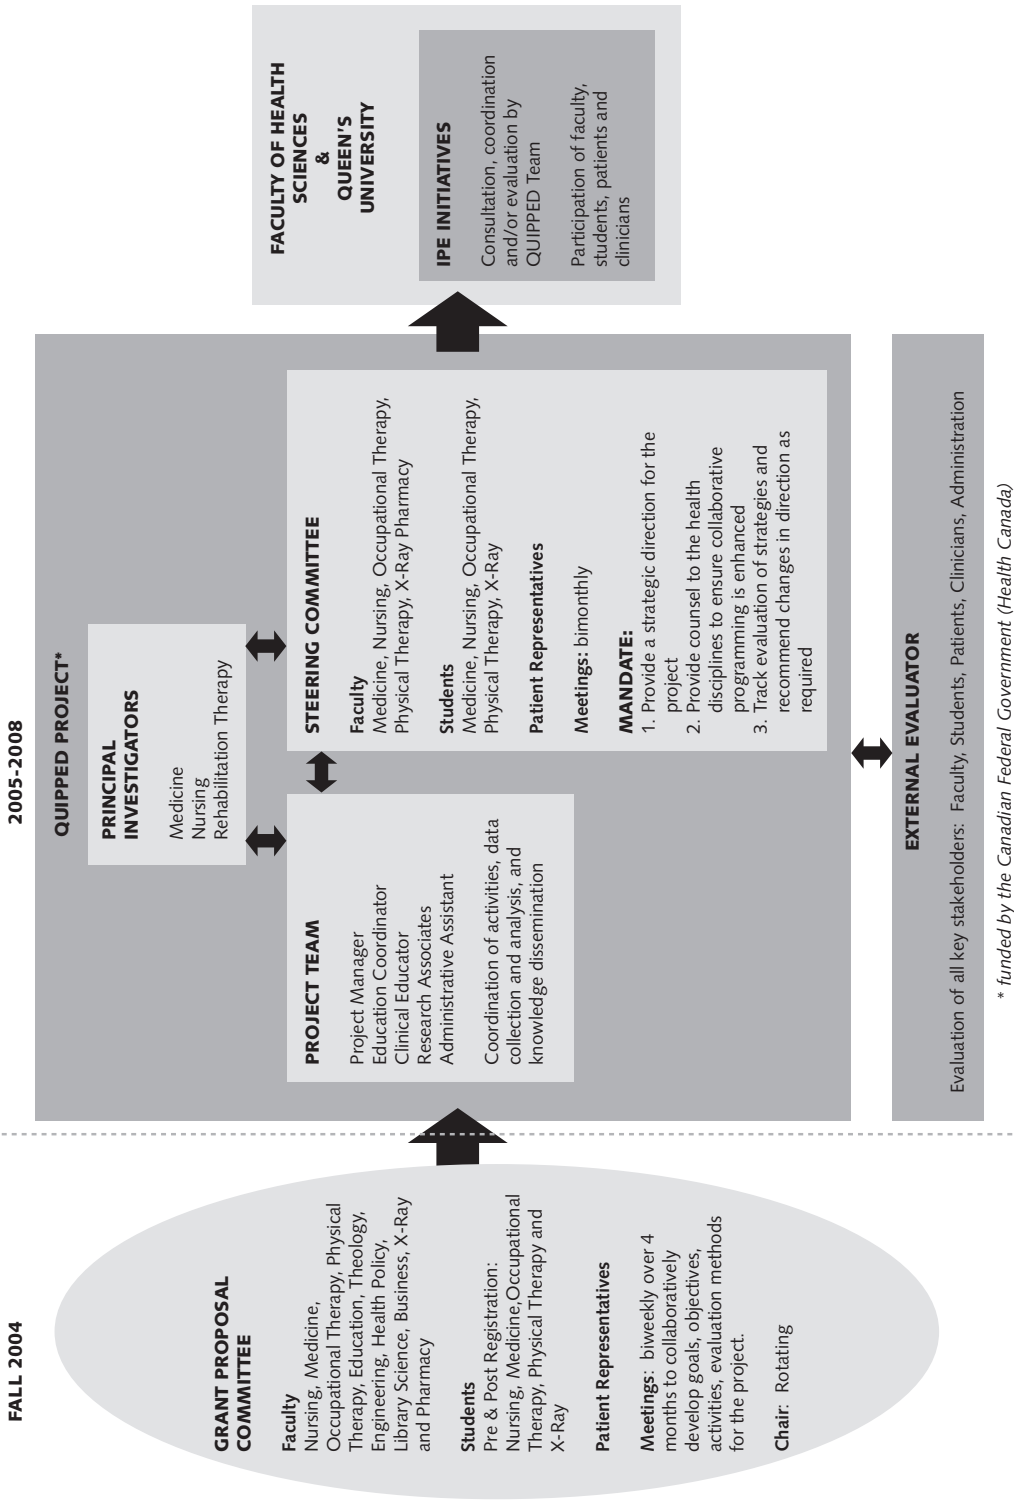 FALL 2004
GRANT PROPOSAL
COMMITTEE
Faculty
Nursing, Medicine,
Occupational Therapy, Physical
Therapy, Education, Theology,
Engineering, Health Policy,
Library Science, Business, X-Ray
and Pharmacy
Students
Pre & Post Registration:
Nursing, Medicine,Occupational
Therapy, Physical Therapy and
X-Ray
Patient Representatives
Meetings: biweekly over 4
months to collaboratively
develop goals, objectives,
activities, evaluation methods
for the project.
Chair: Rotating
2005-2008
QUIPPED PROJECT*
PRINCIPAL
INVESTIGATORS
Medicine
Nursing
Rehabilitation Therapy
PROJECT TEAM
Project Manager
Education Coordinator
Clinical Educator
Research Associates
Administrative Assistant
Coordination of activities, data
collection and analysis, and
knowledge dissemination
STEERING COMMITTEE
Faculty
Medicine, Nursing, Occupational Therapy,
Physical Therapy, X-Ray Pharmacy
Students
Medicine, Nursing, Occupational Therapy,
Physical Therapy, X-Ray
Patient Representatives
Meetings: bimonthly
MANDATE:
1. Provide a strategic direction for the
project
2. Provide counsel to the health
disciplines to ensure collaborative
programming is enhanced
3. Track evaluation of strategies and
recommend changes in direction as
required
FACULTY OF HEALTH
SCIENCES
&
QUEEN'S
UNIVERSITY
IPE INITIATIVES
Consultation, coordination
and/or evaluation by
QUIPPED Team
Participation of faculty,
students, patients and
clinicians
EXTERNAL EVALUATOR
Evaluation of all key stakeholders: Faculty, Students, Patients, Clinicians, Administration
* funded by the Canadian Federal Government (Health Canada)